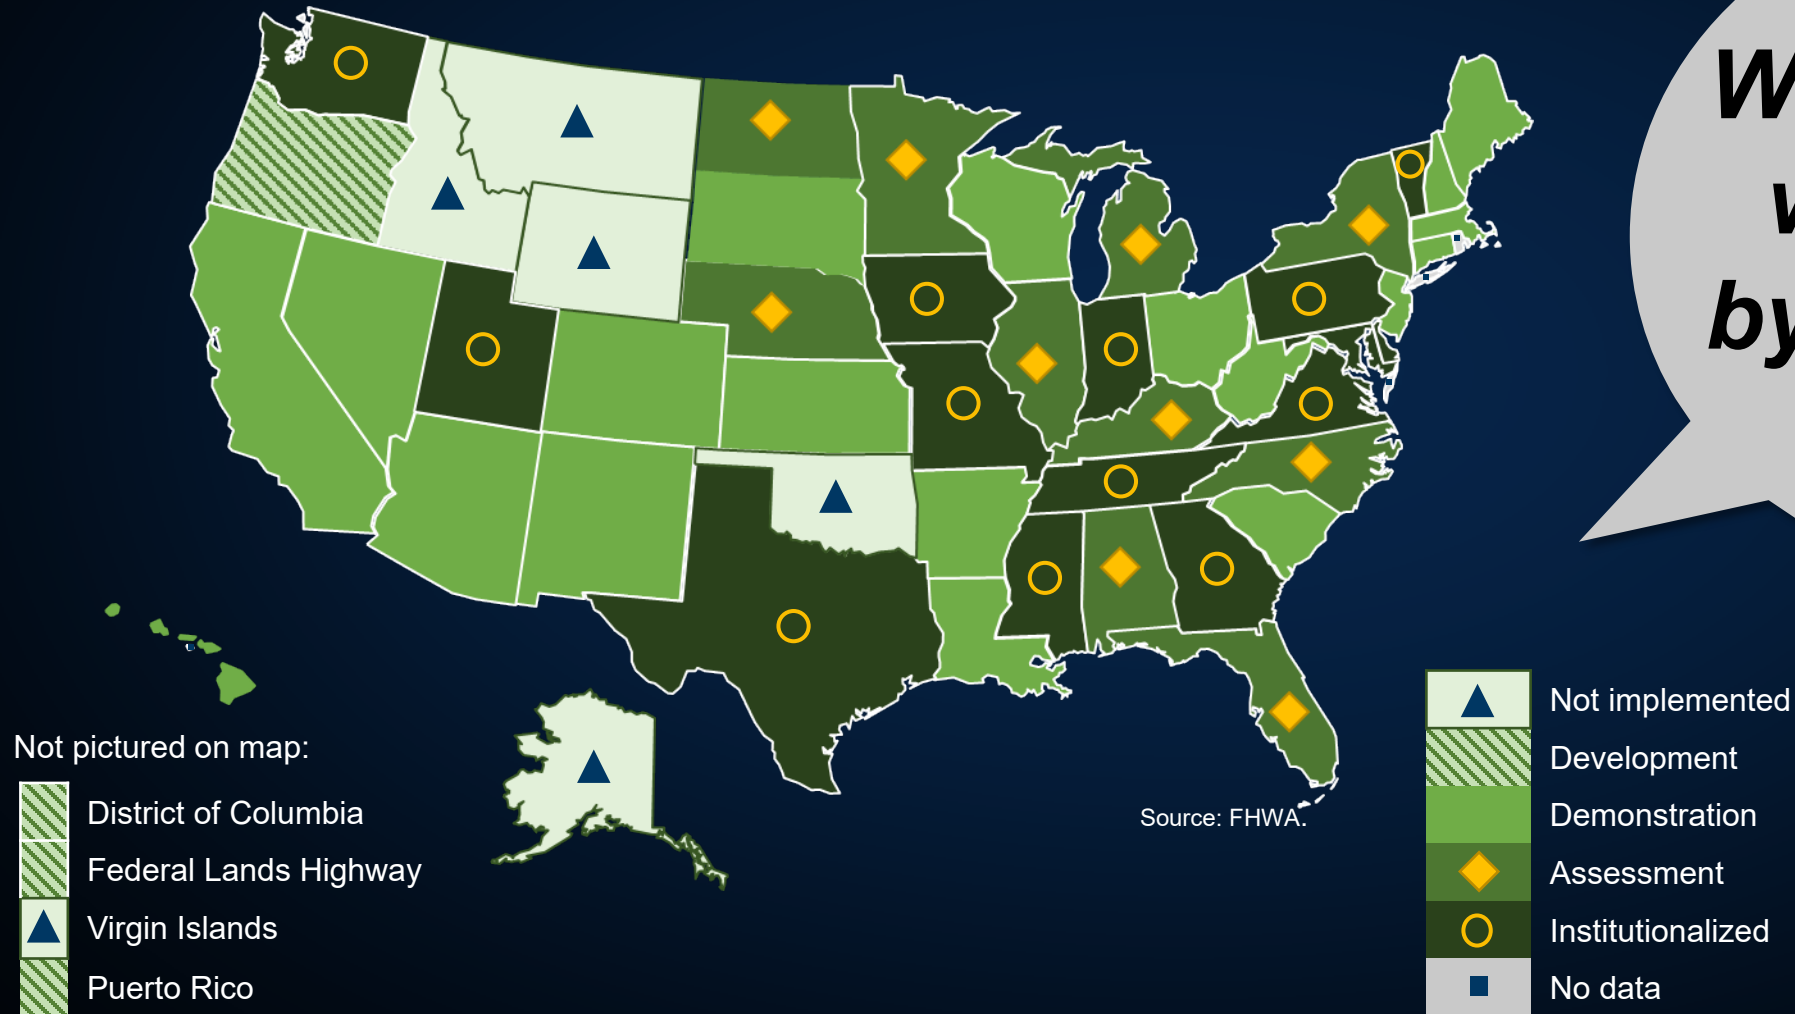 W
by
Not pictured on map:
District of Columbia
Federal Lands Highway
Virgin Islands
Puerto Rico
Source: FHWA.
Not implemented
Development
Demonstration
Assessment
Institutionalized
No data